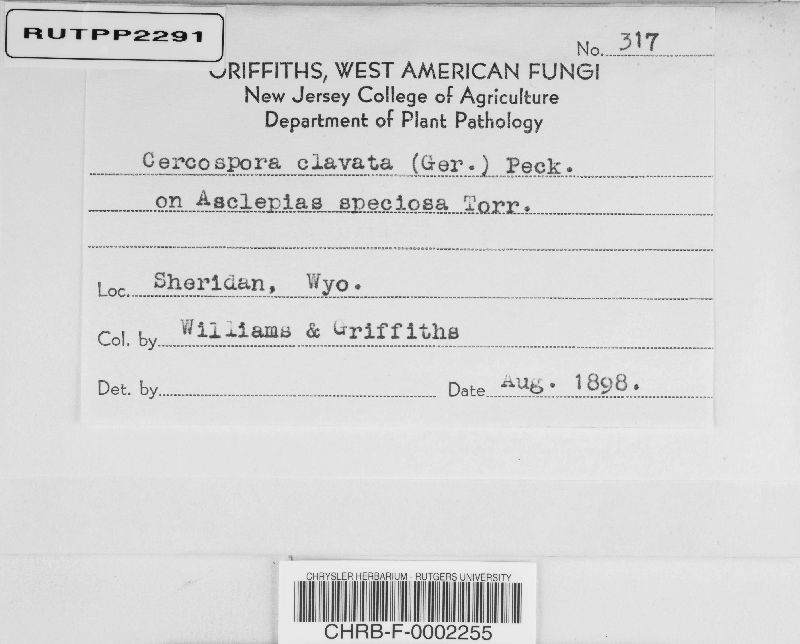 RUTPP2291
No. 317
GRIFFITHS, WEST AMERICAN FUNGI
New Jersey College of Agriculture
Department of Plant Pathology
Cercospora clavata (Ger.) Peck.
on Asclepias speciosa Torr.
Loc. Sheridan, Wyo.
Col. by Williams & Griffiths
Det. by
Date Aug. 1898.
CHRYSLER HERBARIUM - RUTGERS UNIVERSITY
CHRB-F-0002255